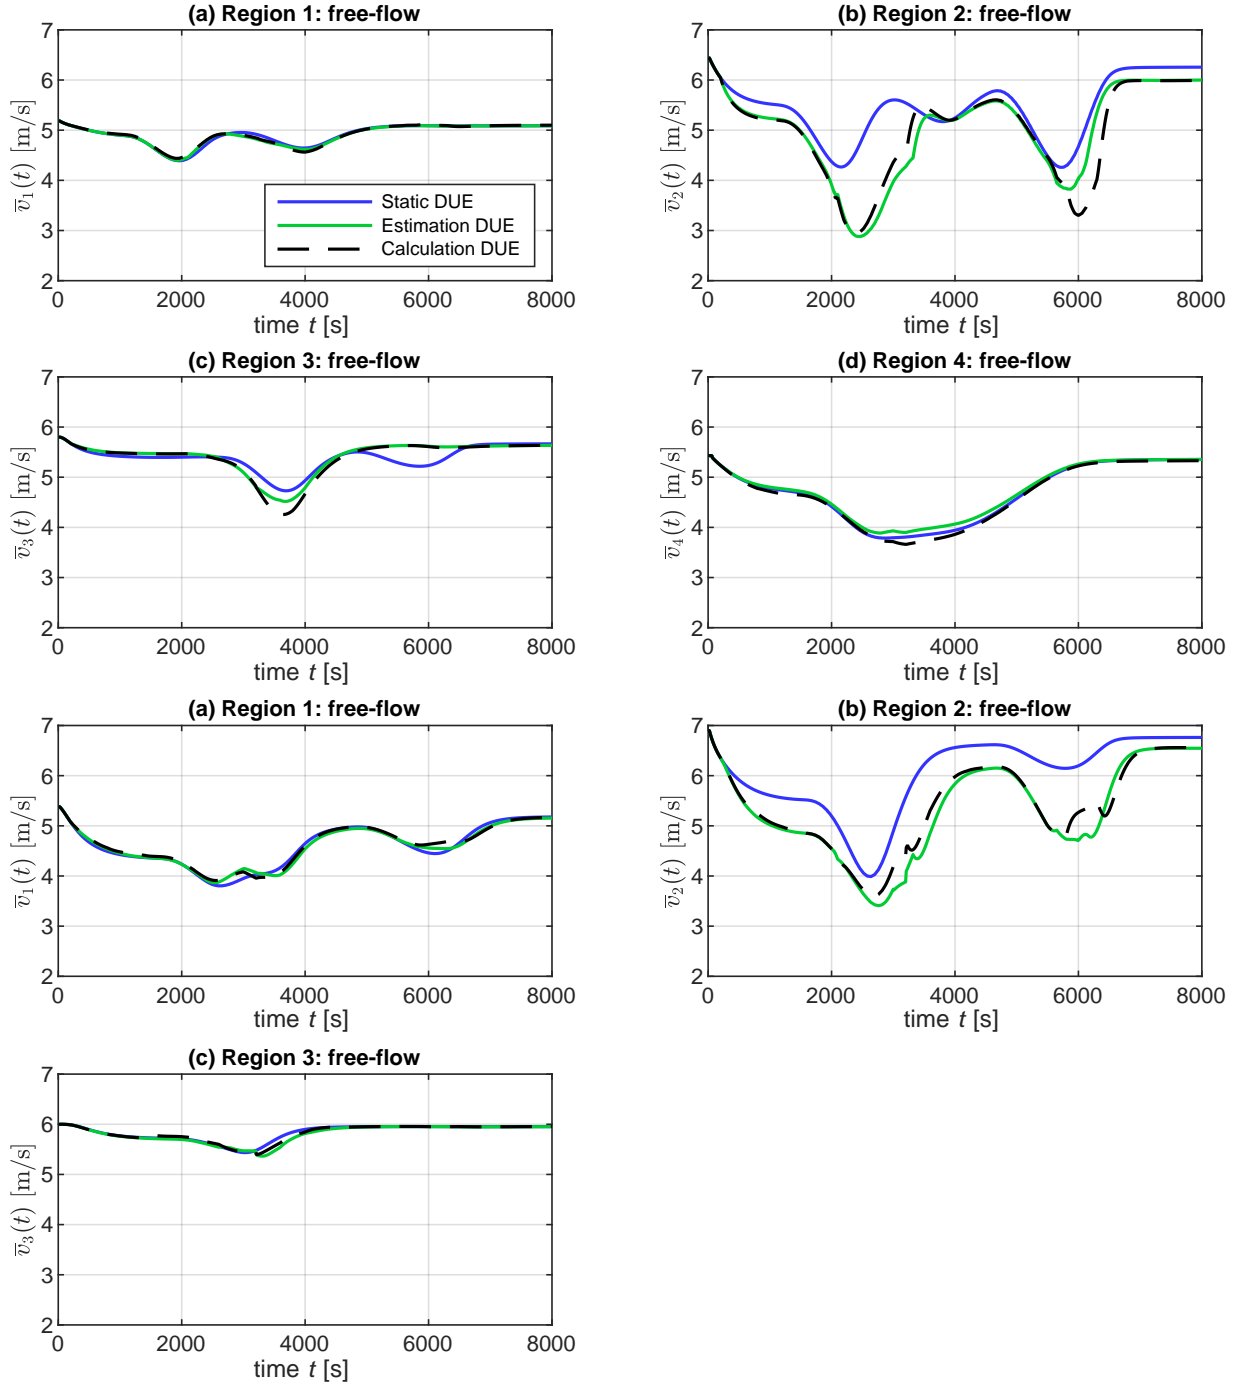 (a) Region 1: free-flow
7
6
5
4
3
2
v̅₁(t) [m/s]
Static DUE
Estimation DUE
Calculation DUE
0 2000 4000 6000 8000
time t [s]
(b) Region 2: free-flow
7
6
5
4
3
2
v̅₂(t) [m/s]
0 2000 4000 6000 8000
time t [s]
(c) Region 3: free-flow
7
6
5
4
3
2
v̅₃(t) [m/s]
0 2000 4000 6000 8000
time t [s]
(d) Region 4: free-flow
7
6
5
4
3
2
v̅₄(t) [m/s]
0 2000 4000 6000 8000
time t [s]
(a) Region 1: free-flow
7
6
5
4
3
2
v̅₁(t) [m/s]
0 2000 4000 6000 8000
time t [s]
(b) Region 2: free-flow
7
6
5
4
3
2
v̅₂(t) [m/s]
0 2000 4000 6000 8000
time t [s]
(c) Region 3: free-flow
7
6
5
4
3
2
v̅₃(t) [m/s]
0 2000 4000 6000 8000
time t [s]